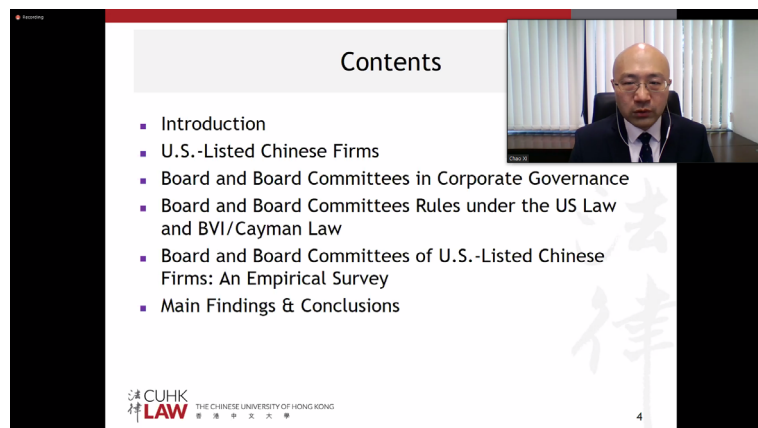 Recording
Contents
Chao Xi
Introduction
U.S.-Listed Chinese Firms
Board and Board Committees in Corporate Governance
Board and Board Committees Rules under the US Law
and BVI/Cayman Law
Board and Board Committees of U.S.-Listed Chinese
Firms: An Empirical Survey
Main Findings & Conclusions
法律
法律
CUHK
LAW
THE CHINESE UNIVERSITY OF HONG KONG
香港中文大學
4